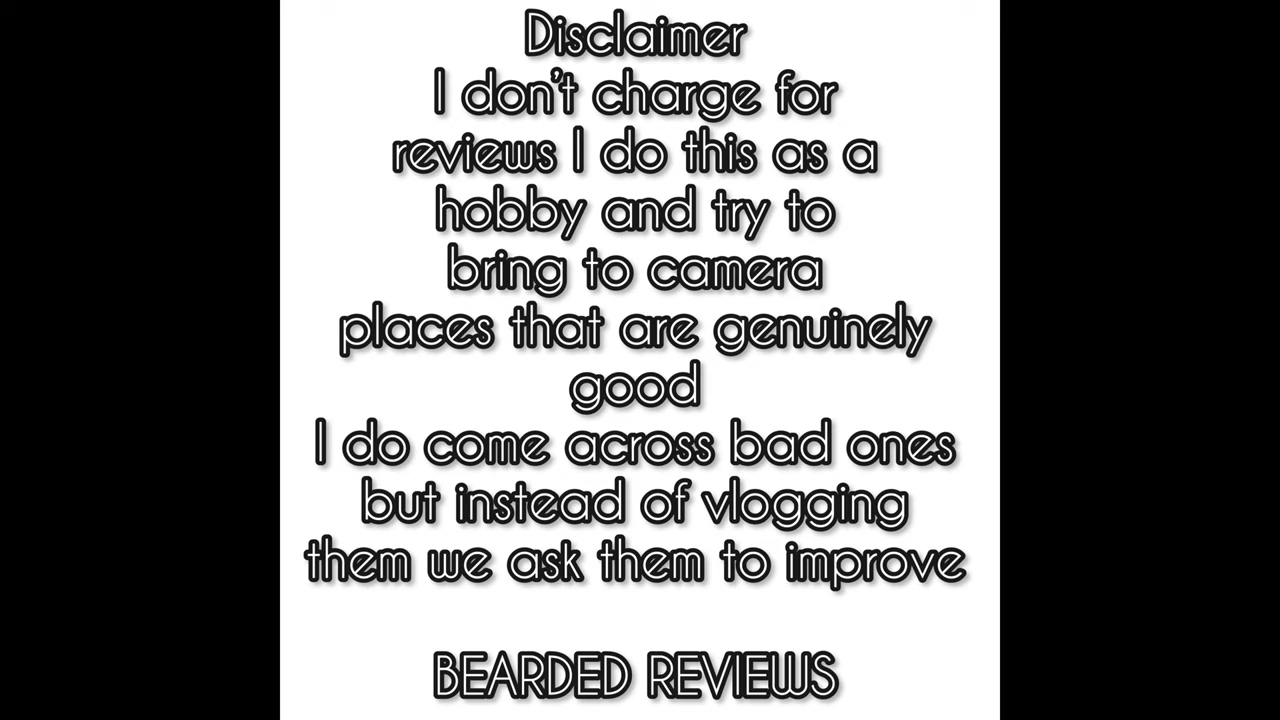 Disclaimer
I don't charge for
reviews I do this as a
hobby and try to
bring to camera
places that are genuinely
good
I do come across bad ones
but instead of vlogging
them we ask them to improve
BEARDED REVIEWS